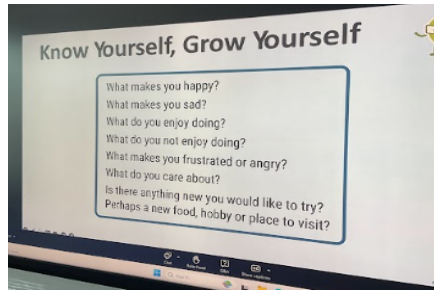 Know Yourself, Grow Yourself
What makes you happy?
What makes you sad?
What do you enjoy doing?
What do you not enjoy doing?
What makes you frustrated or angry?
What do you care about?
Is there anything new you would like to try?
Perhaps a new food, hobby or place to visit?